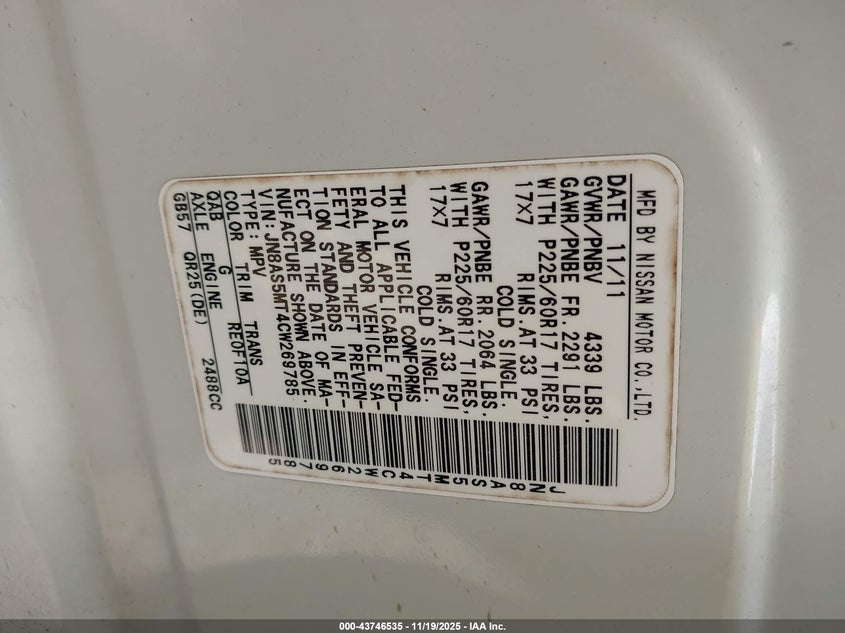 MFD BY NISSAN MOTOR CO.,LTD.
DATE 11/11
GVWR/PNBV 4339 LBS.
GAWR/PNBE FR. 2291 LBS.
WITH P225/60R17 TIRES,
17X7 RIMS.AT 33 PSI
COLD SINGLE.
GAWR/PNBE RR. 2064 LBS.
WITH P225/60R17 TIRES,
17X7 RIMS.AT 33 PSI
COLD SINGLE.
THIS VEHICLE CONFORMS
TO ALL APPLICABLE FED-
ERAL MOTOR VEHICLE SA-
FETY AND THEFT PREVEN-
TION STANDARDS IN EFF-
ECT ON THE DATE OF MA-
NUFACTURE SHOWN ABOVE.
VIN:JN8AS5MT4CW269785
TYPE:MPV
COLOR TRIM TRANS
QAB G RE0F10A
AXLE ENGINE
GB57 QR25(DE) 2488CC
JN8AS5MT4CW269785
000-43746535 - 11/19/2025 - IAA Inc.